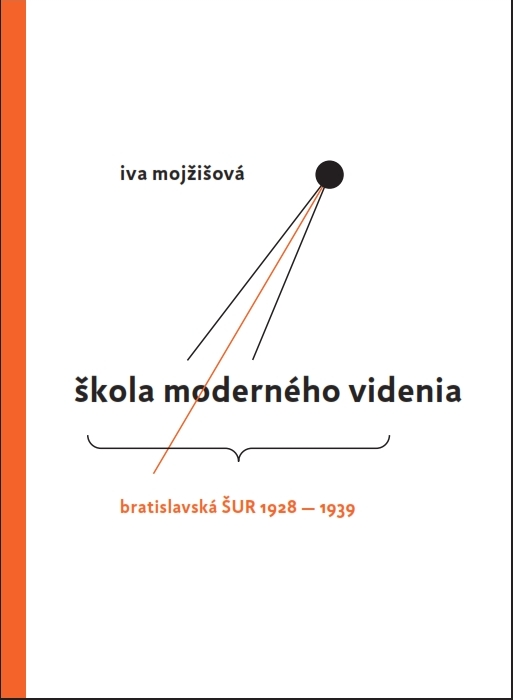 iva mojžišová
škola moderného videnia
bratislavská ŠUR 1928 — 1939